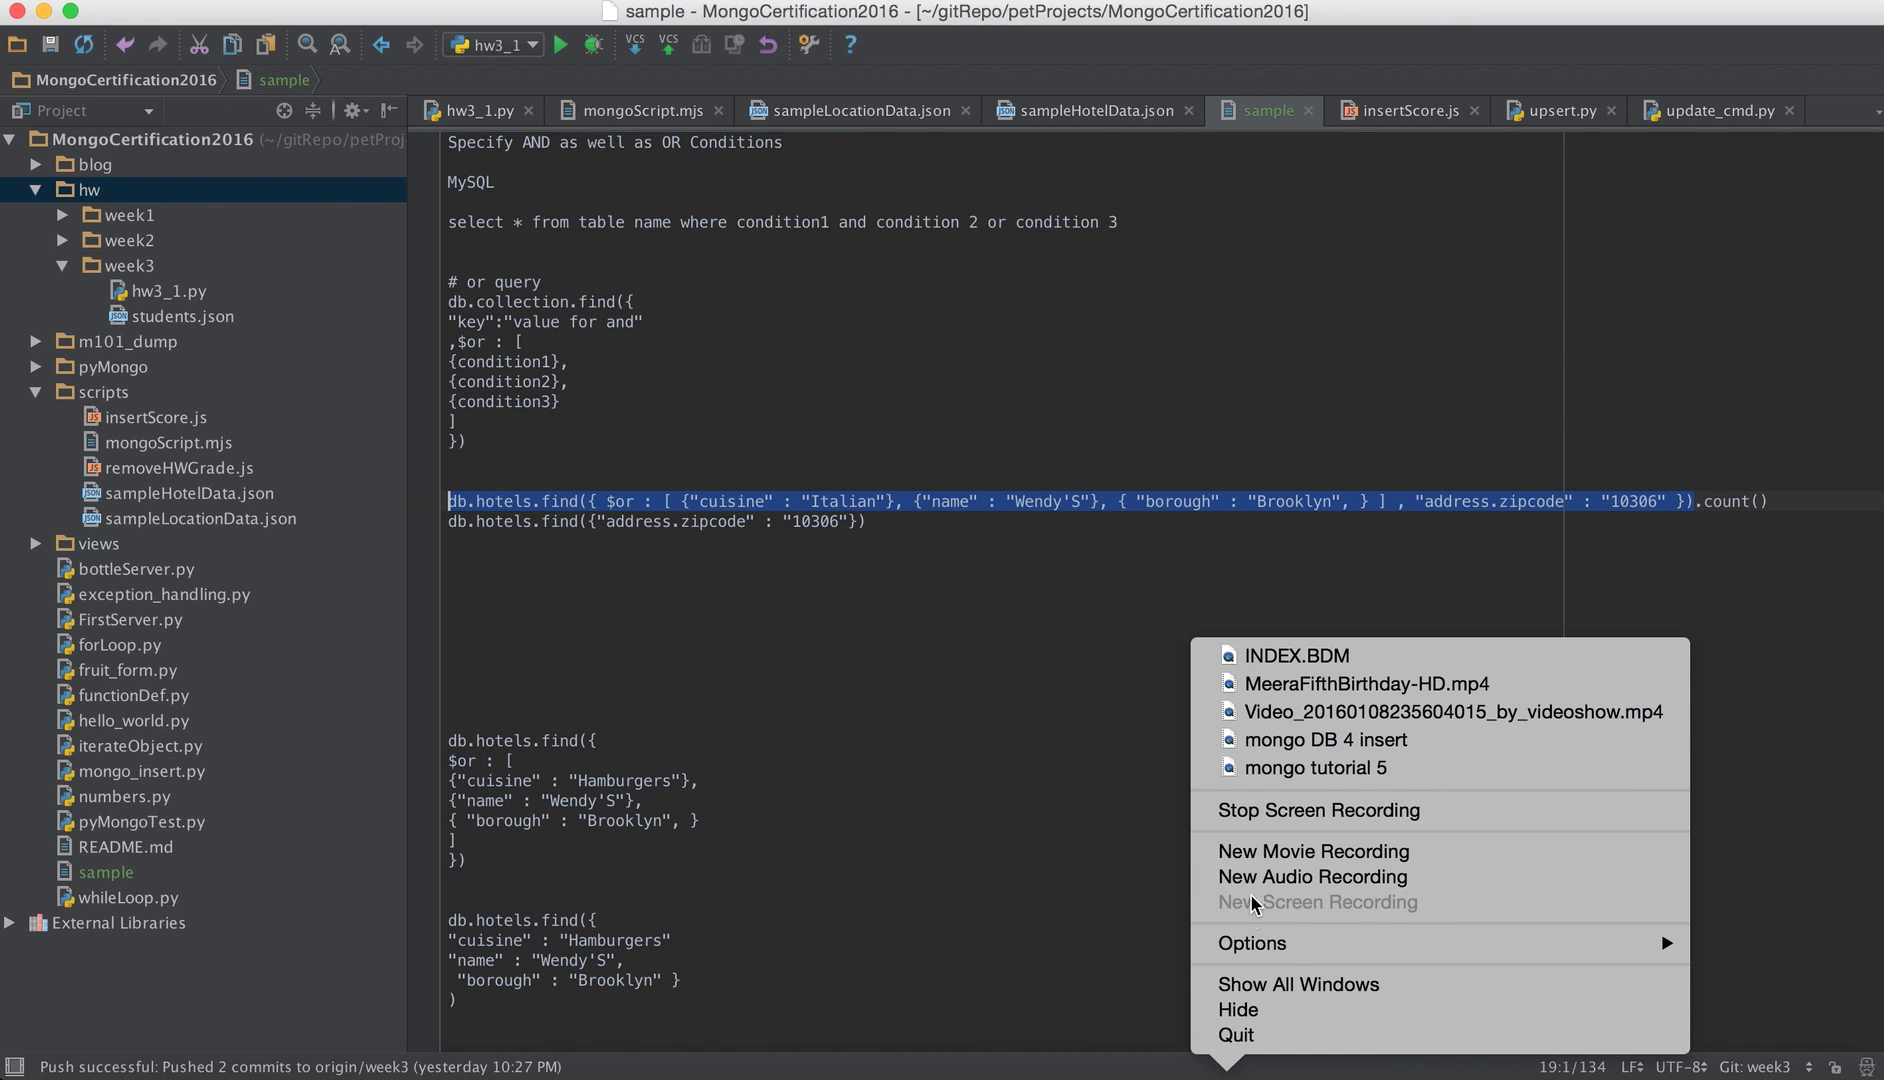 sample - MongoCertification2016 - [~/gitRepo/petProjects/MongoCertification2016]
hw3_1
VCS VCS ?
MongoCertification2016 sample
Project
hw3_1.py mongoScript.mjs sampleLocationData.json sampleHotelData.json sample insertScore.js upsert.py update_cmd.py
MongoCertification2016 (~/gitRepo/petProj
blog
hw
week1
week2
week3
hw3_1.py
students.json
m101_dump
pyMongo
scripts
insertScore.js
mongoScript.mjs
removeHWGrade.js
sampleHotelData.json
sampleLocationData.json
views
bottleServer.py
exception_handling.py
FirstServer.py
forLoop.py
fruit_form.py
functionDef.py
hello_world.py
iterateObject.py
mongo_insert.py
numbers.py
pyMongoTest.py
README.md
sample
whileLoop.py
External Libraries
Specify AND as well as OR Conditions
MySQL
select * from table name where condition1 and condition 2 or condition 3
# or query
db.collection.find({
"key":"value for and"
,$or : [
{condition1},
{condition2},
{condition3}
]
})
db.hotels.find({ $or : [ {"cuisine" : "Italian"}, {"name" : "Wendy'S"}, { "borough" : "Brooklyn", } ] , "address.zipcode" : "10306" }).count()
db.hotels.find({"address.zipcode" : "10306"})
db.hotels.find({
$or : [
{"cuisine" : "Hamburgers"},
{"name" : "Wendy'S"},
{ "borough" : "Brooklyn", }
]
})
db.hotels.find({
"cuisine" : "Hamburgers"
"name" : "Wendy'S",
"borough" : "Brooklyn" }
)
INDEX.BDM
MeeraFifthBirthday-HD.mp4
Video_20160108235604015_by_videoshow.mp4
mongo DB 4 insert
mongo tutorial 5
Stop Screen Recording
New Movie Recording
New Audio Recording
New Screen Recording
Options
Show All Windows
Hide
Quit
Push successful: Pushed 2 commits to origin/week3 (yesterday 10:27 PM)
19:1/134 LF UTF-8 Git: week3